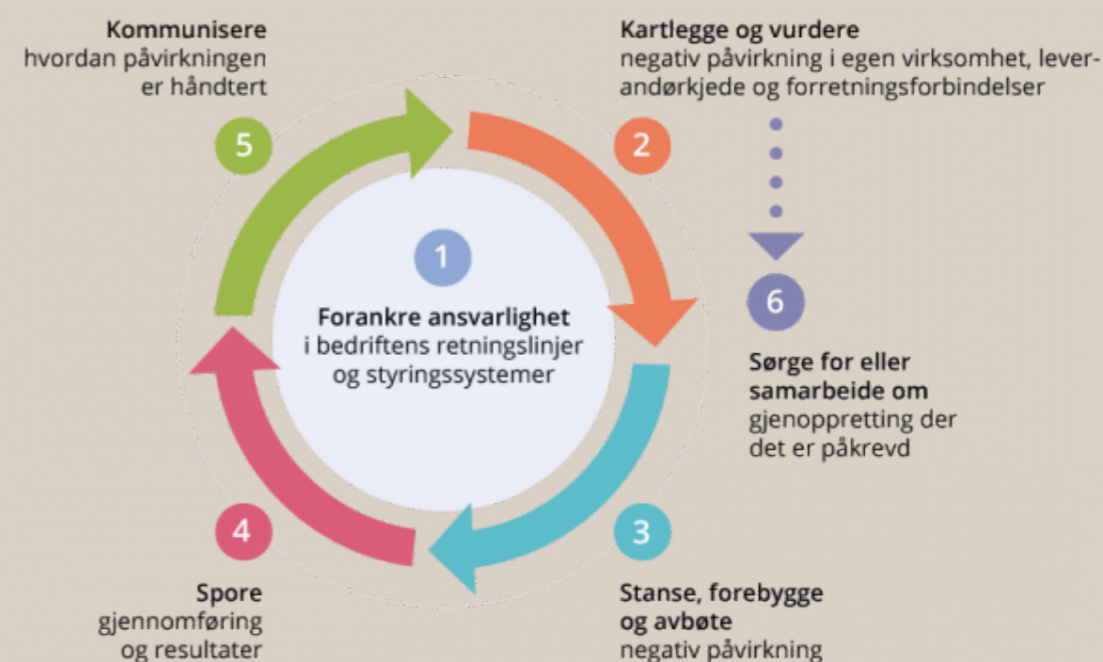 1
Forankre ansvarlighet
i bedriftens retningslinjer
og styringssystemer
2
Kartlegge og vurdere
negativ påvirkning i egen virksomhet, lever-
andørkjede og forretningsforbindelser
3
Stanse, forebygge
og avbøte
negativ påvirkning
4
Spore
gjennomføring
og resultater
5
Kommunisere
hvordan påvirkningen
er håndtert
6
Sørge for eller
samarbeide om
gjenoppretting der
det er påkrevd